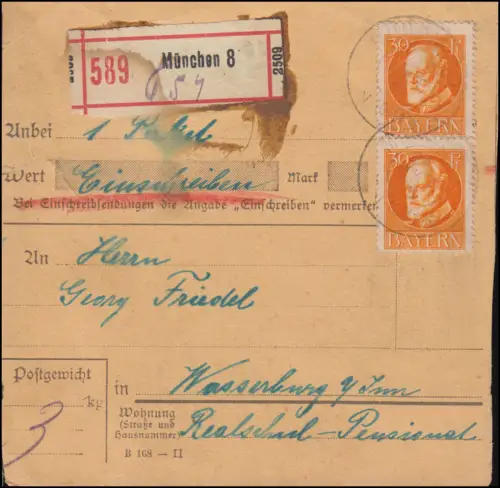 589
München 8
2509
2509
654
30 Pf
BAYERN
30 Pf
BAYERN
Anbei 1 Paket
Wert Einschreiben Mark
Bei Einschreibsendungen die Angabe „Einschreiben" vermerken
An Herrn
Georg Friedel
Postgewicht
3 kg
in Wasserburg a/Inn
Wohnung
(Straße und
Hausnummer)
Realschul-Pensionat
B 168 — II